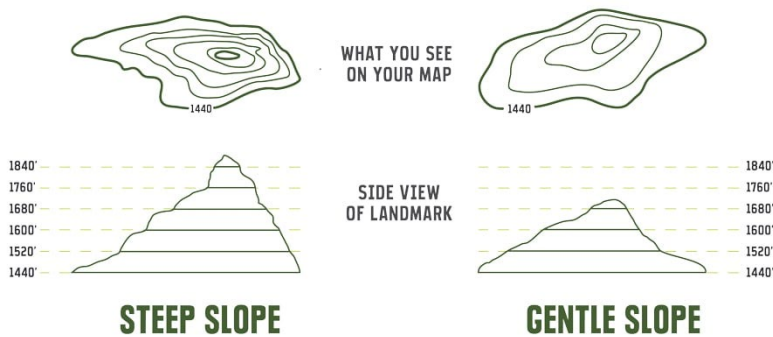 WHAT YOU SEE
ON YOUR MAP
1440
1440
1840'
1760'
1680'
1600'
1520'
1440'
SIDE VIEW
OF LANDMARK
1840'
1760'
1680'
1600'
1520'
1440'
STEEP SLOPE
GENTLE SLOPE